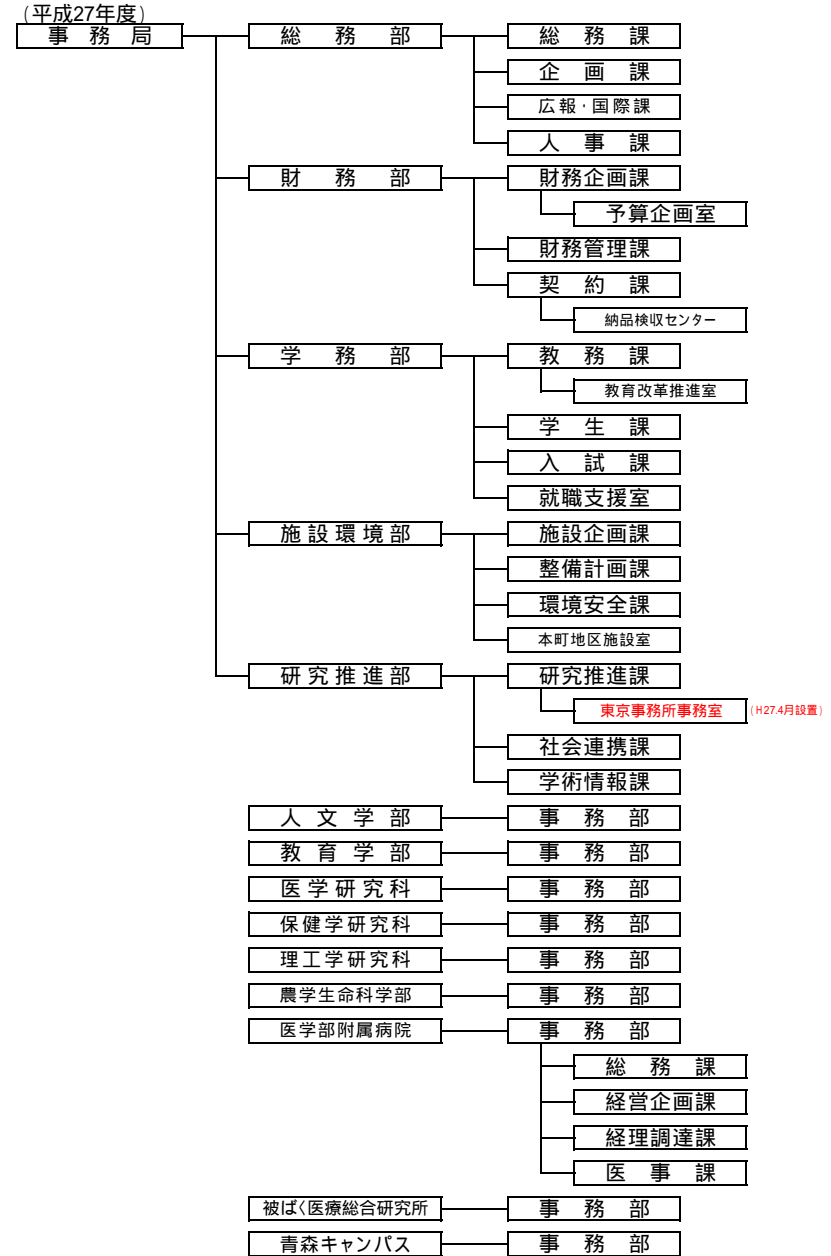 (平成27年度)
事務局 総務部 総務課
企画課
広報・国際課
人事課
財務部 財務企画課
予算企画室
財務管理課
契約課
納品検収センター
学務部 教務課
教育改革推進室
学生課
入試課
就職支援室
施設環境部 施設企画課
整備計画課
環境安全課
本町地区施設室
研究推進部 研究推進課
東京事務所事務室 (H27.4月設置)
社会連携課
学術情報課
人文学部 事務部
教育学部 事務部
医学研究科 事務部
保健学研究科 事務部
理工学研究科 事務部
農学生命科学部 事務部
医学部附属病院 事務部
総務課
経営企画課
経理調達課
医事課
被ばく医療総合研究所 事務部
青森キャンパス 事務部